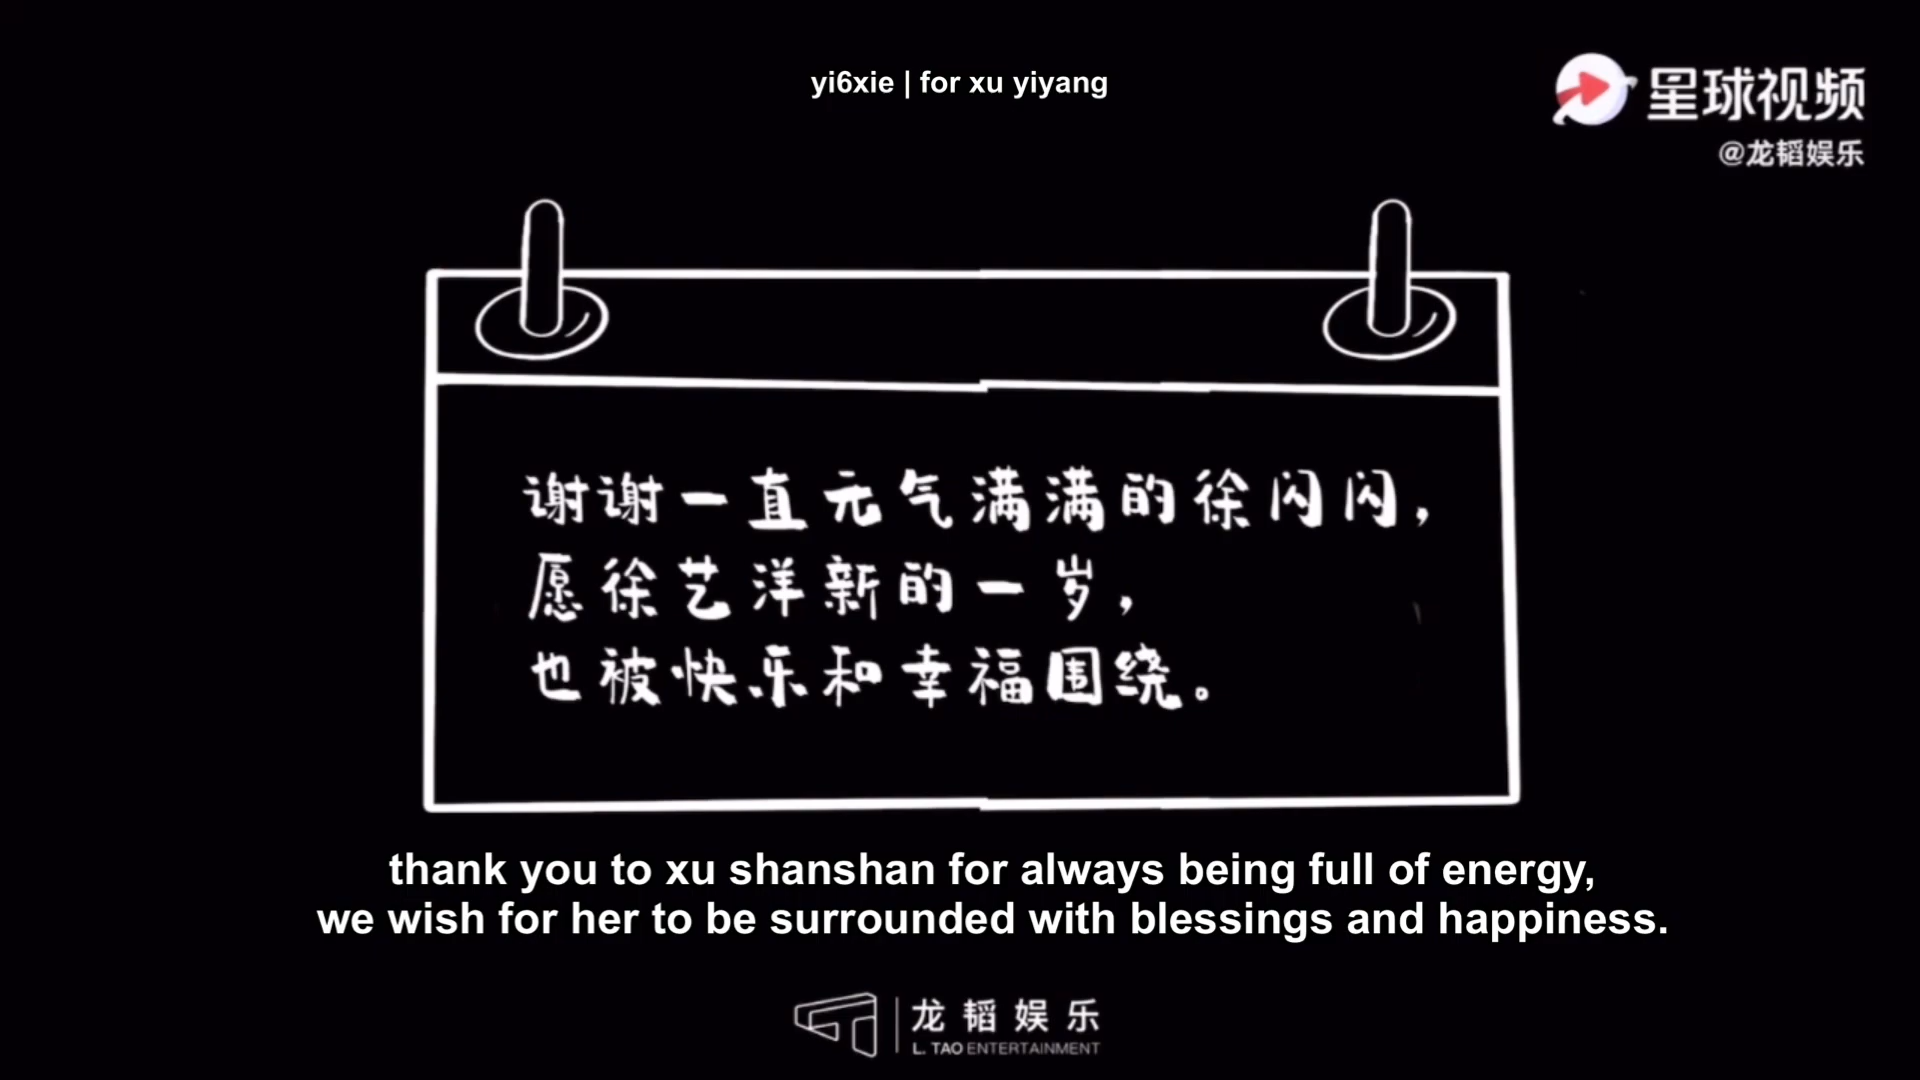 yi6xie | for xu yiyang
星球视频
@龙韬娱乐
谢谢一直元气满满的徐闪闪，
愿徐艺洋新的一岁，
也被快乐和幸福围绕。
thank you to xu shanshan for always being full of energy,
we wish for her to be surrounded with blessings and happiness.
龙韬娱乐
L. TAO ENTERTAINMENT